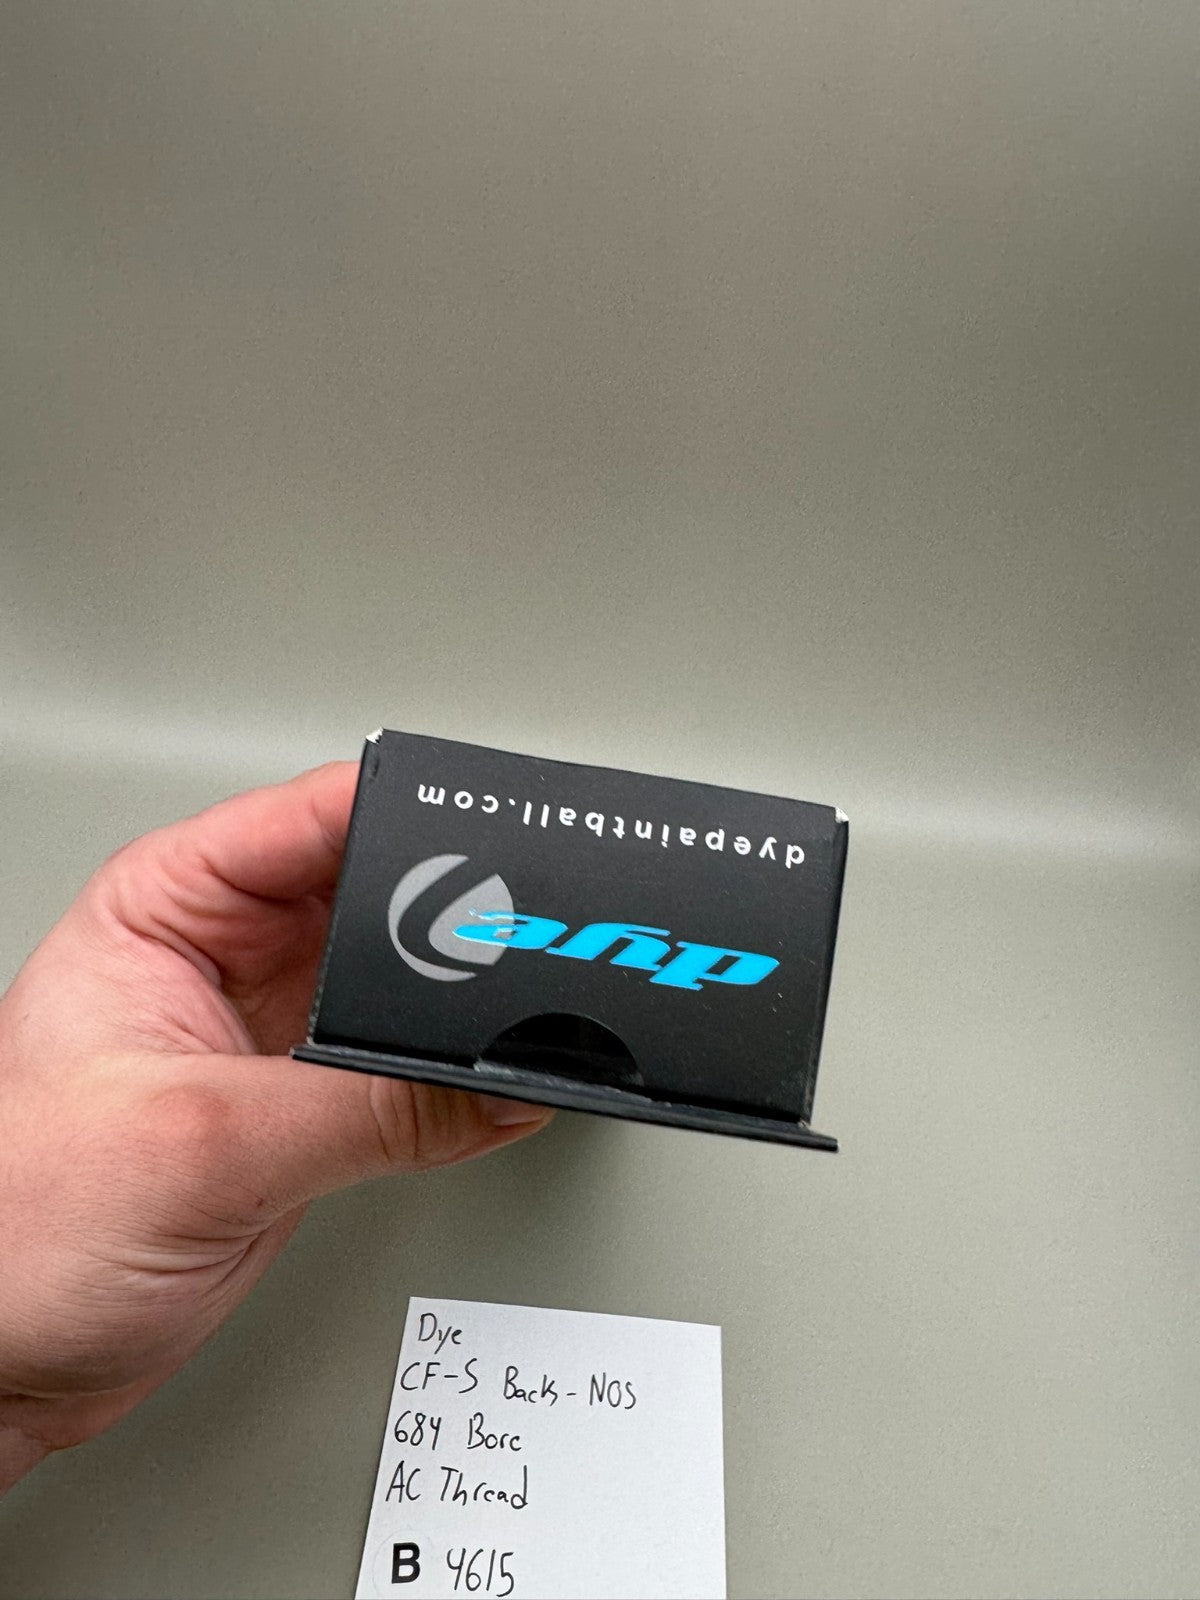 dyepaintball.com
dye
Dye
CF-S Back - NOS
684 Bore
AC Thread
B 4615